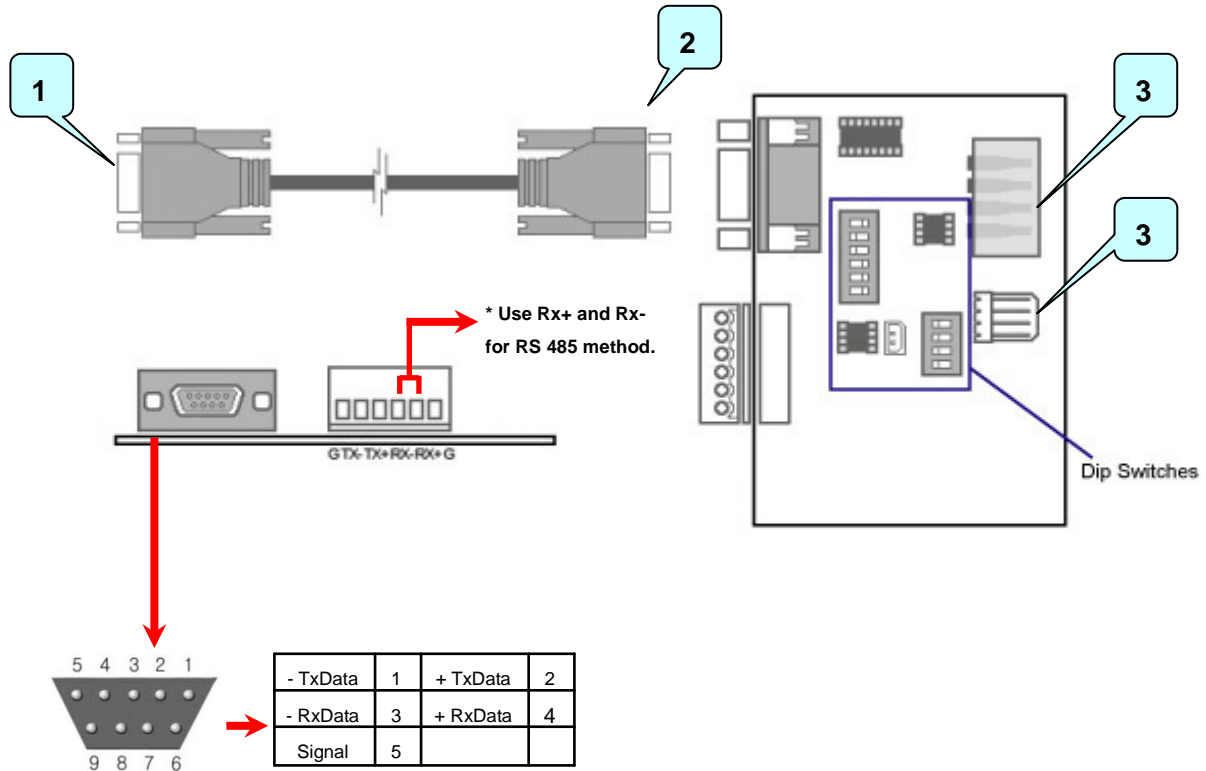 1
2
3
3
* Use Rx+ and Rx-
for RS 485 method.
G TX- TX+ RX- RX+ G
Dip Switches
5 4 3 2 1
9 8 7 6
- TxData 1 + TxData 2
- RxData 3 + RxData 4
Signal 5